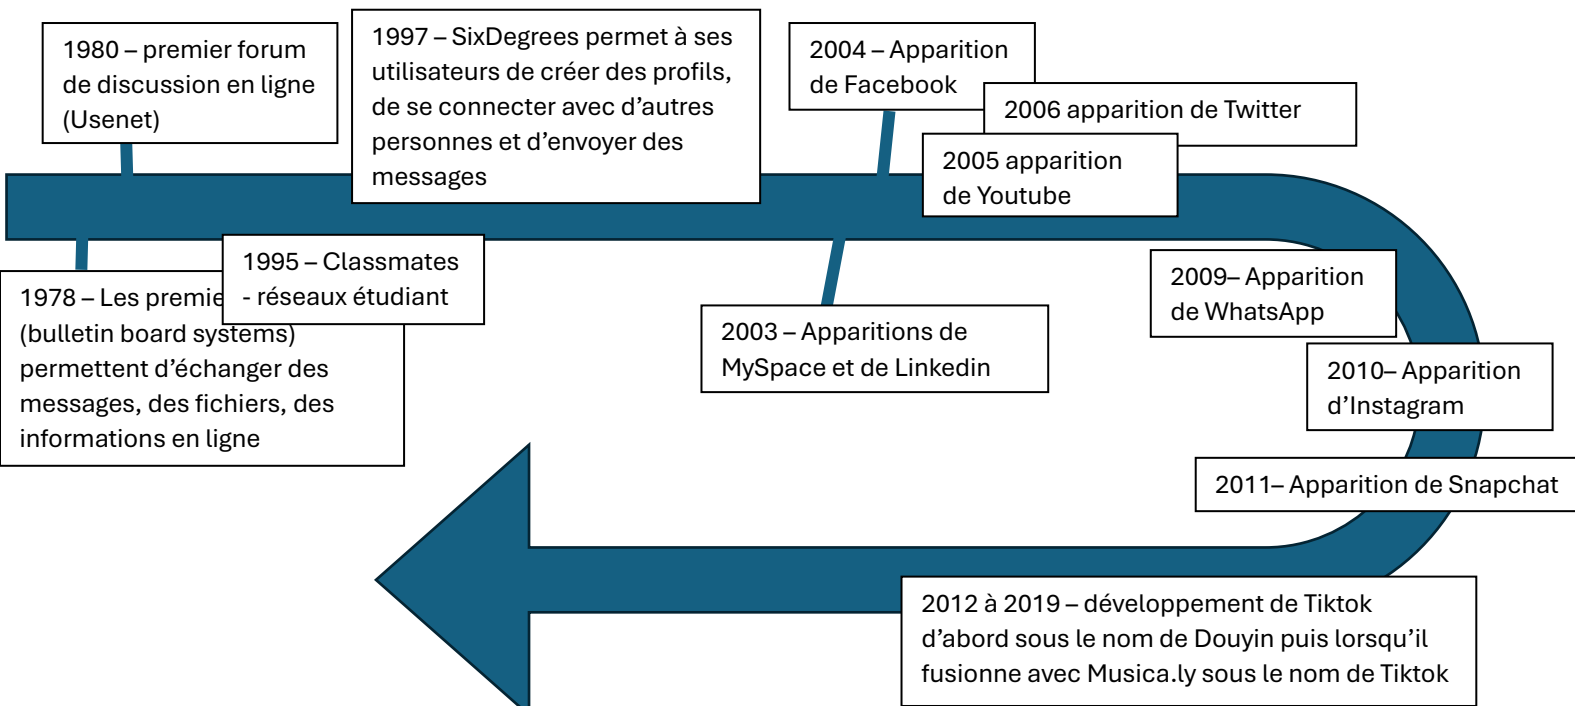 1980 – premier forum
de discussion en ligne
(Usenet)
1997 – SixDegrees permet à ses
utilisateurs de créer des profils,
de se connecter avec d’autres
personnes et d’envoyer des
messages
2004 – Apparition
de Facebook
2006 apparition de Twitter
2005 apparition
de Youtube
1978 – Les
(bulletin board systems)
permettent d’échanger des
messages, des fichiers, des
informations en ligne
1995 – Classmates
- réseaux étudiant
2003 – Apparitions de
MySpace et de Linkedin
2009– Apparition
de WhatsApp
2010– Apparition
d’Instagram
2011– Apparition de Snapchat
2012 à 2019 – développement de Tiktok
d’abord sous le nom de Douyin puis lorsqu’il
fusionne avec Musica.ly sous le nom de Tiktok